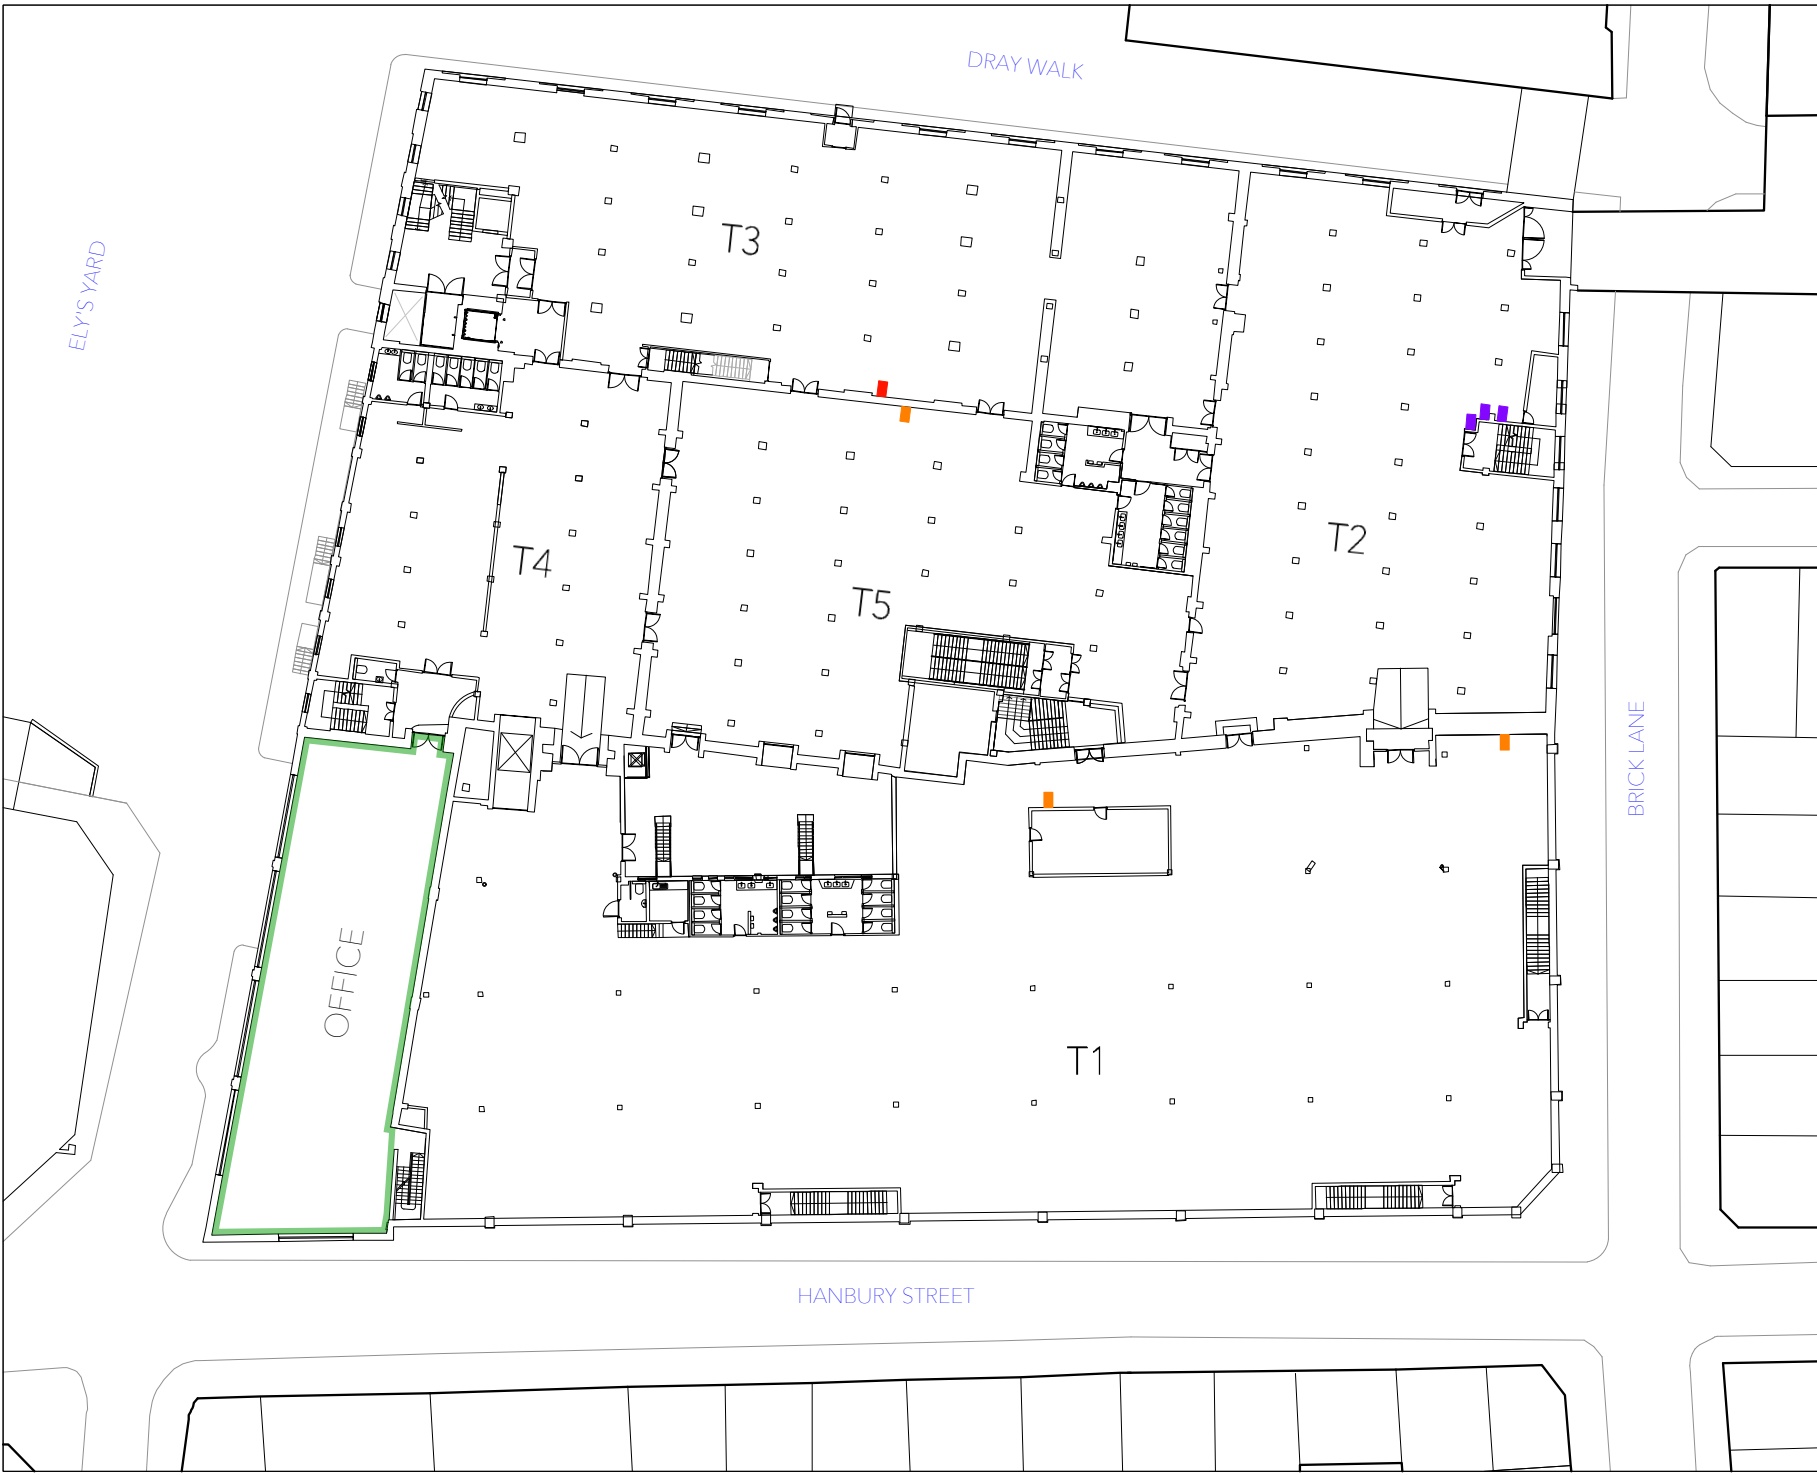 DRAY WALK
ELY'S YARD
T3
T4
T5
T2
BRICK LANE
OFFICE
T1
HANBURY STREET